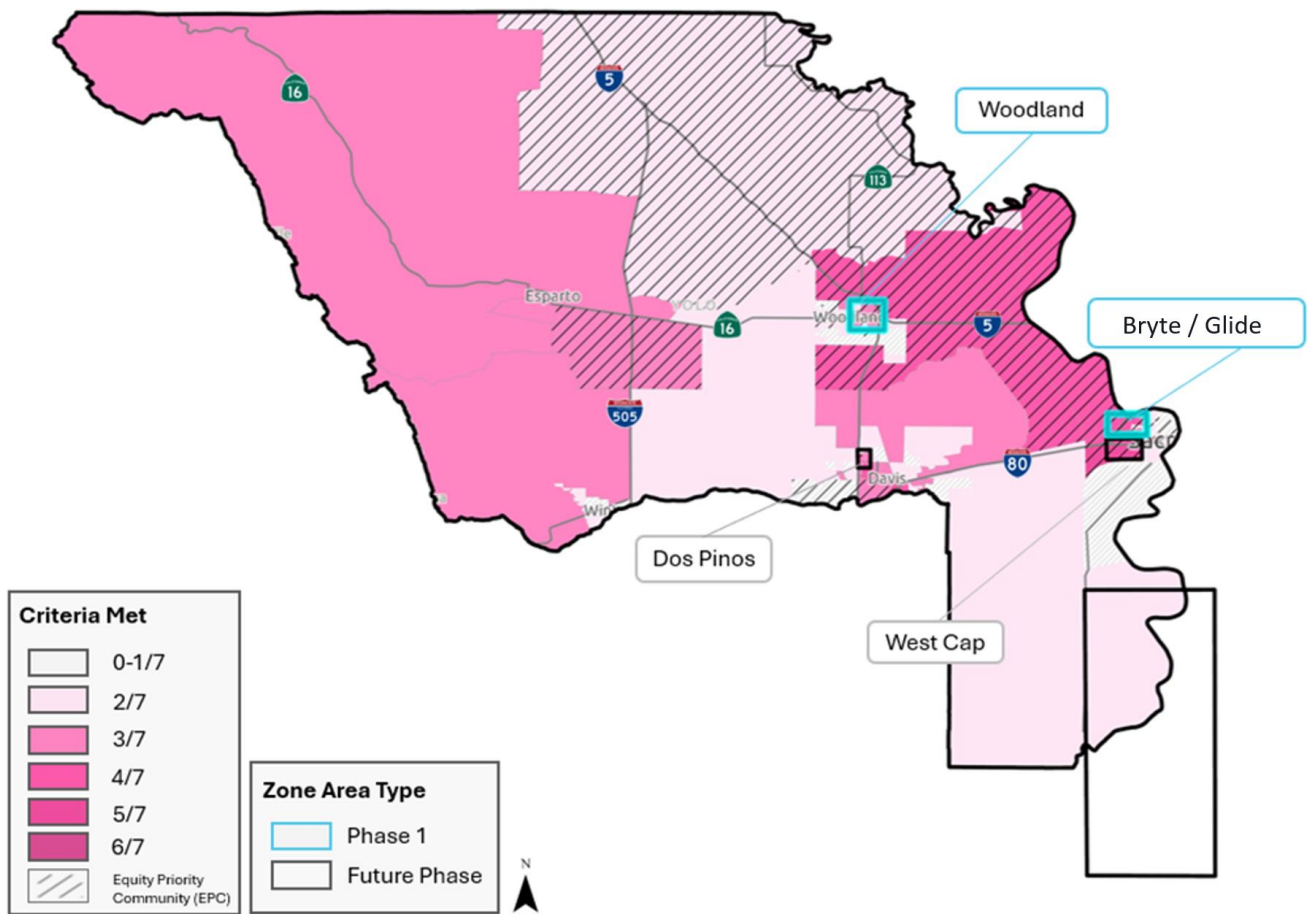 16
5
Woodland
113
Bryte / Glide
Esparto
YOLO
16
5
505
80
Davis
Dos Pinos
West Cap
Criteria Met
0-1/7
2/7
3/7
4/7
5/7
6/7
Equity Priority
Community (EPC)
Zone Area Type
Phase 1
Future Phase
N